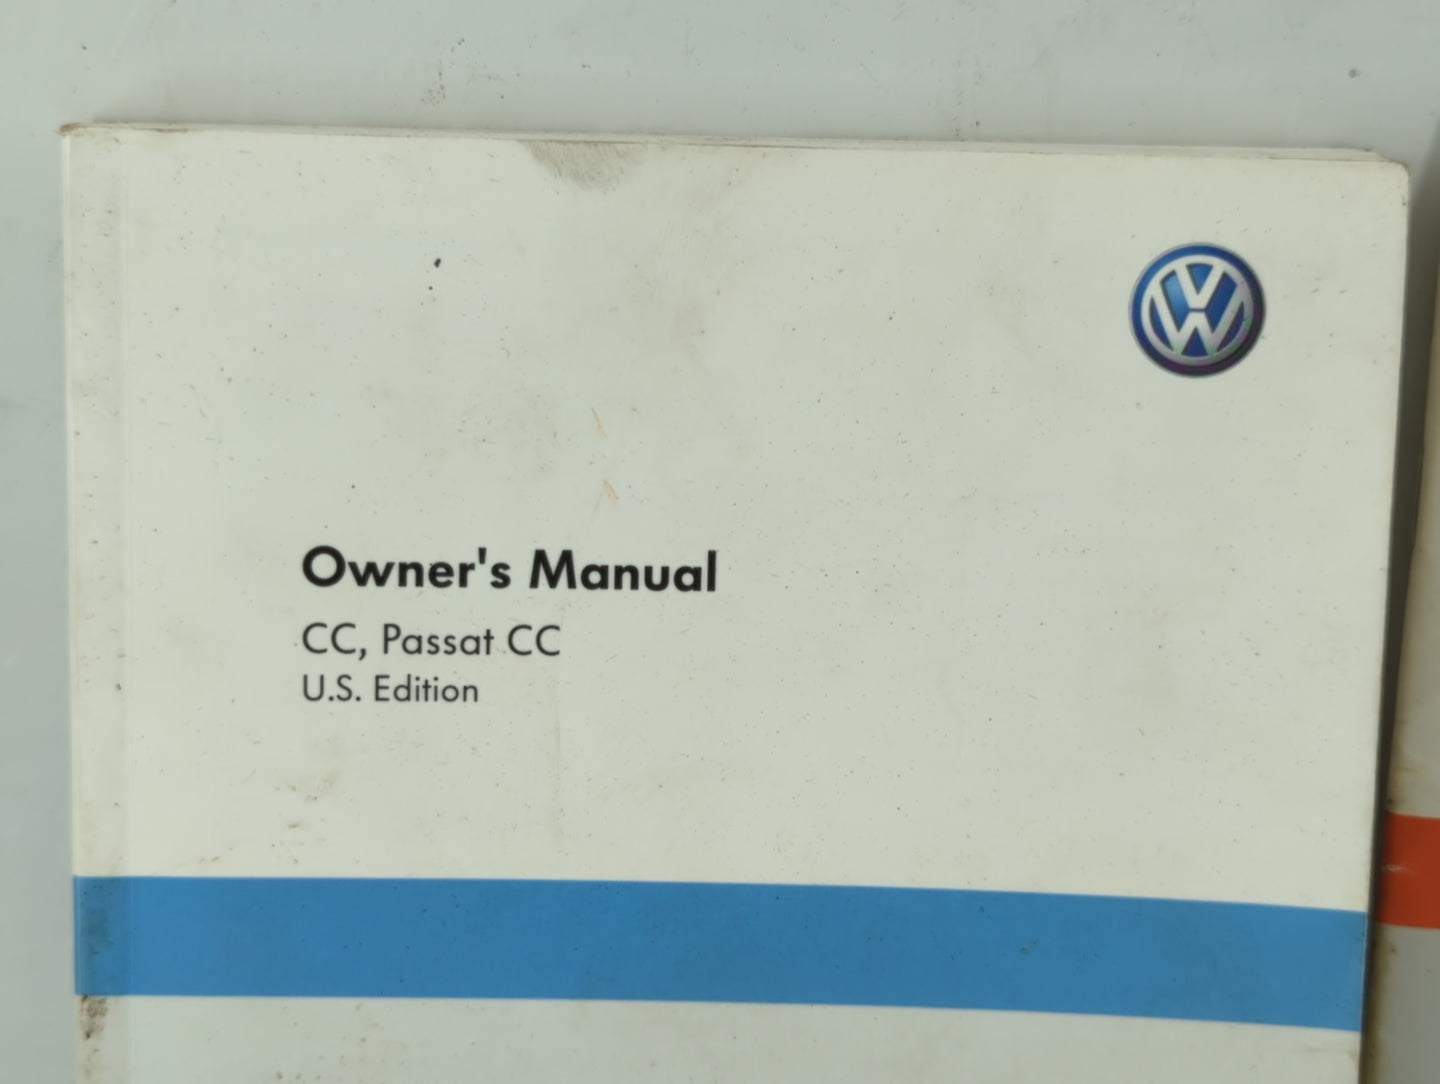 Owner's Manual
CC, Passat CC
U.S. Edition